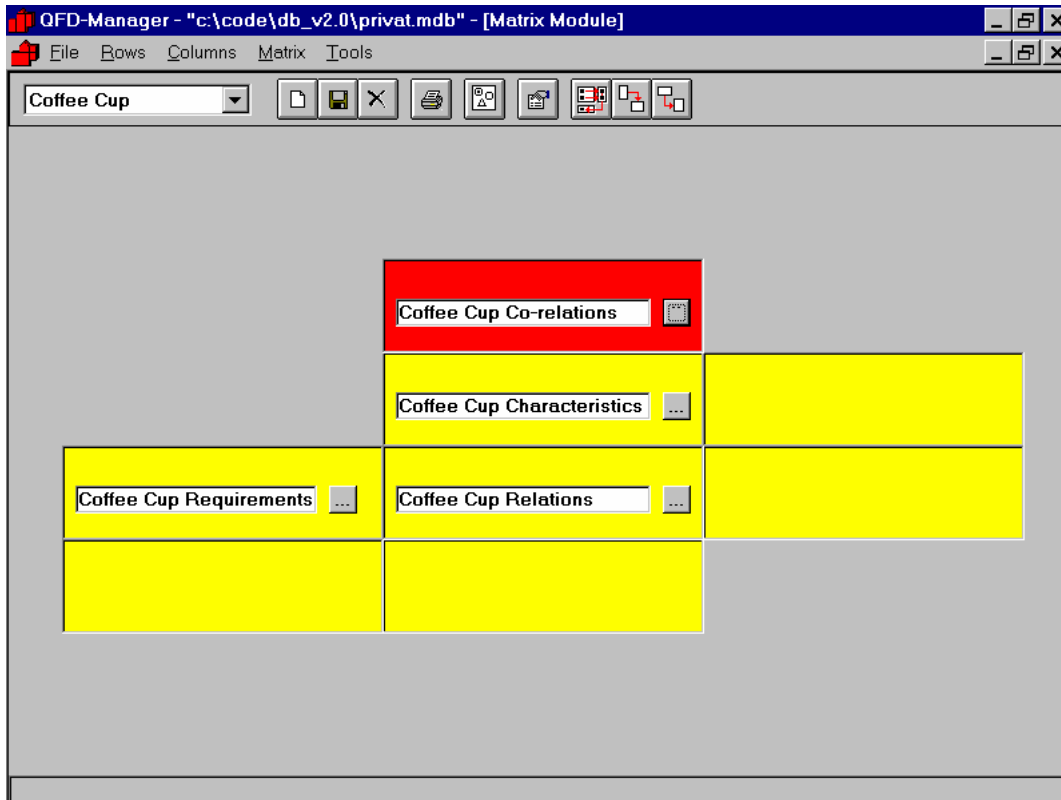 QFD-Manager - "c:\code\db_v2.0\privat.mdb" - [Matrix Module]
File Rows Columns Matrix Tools
Coffee Cup
Coffee Cup Co-relations
Coffee Cup Characteristics ...
Coffee Cup Requirements ... Coffee Cup Relations ...